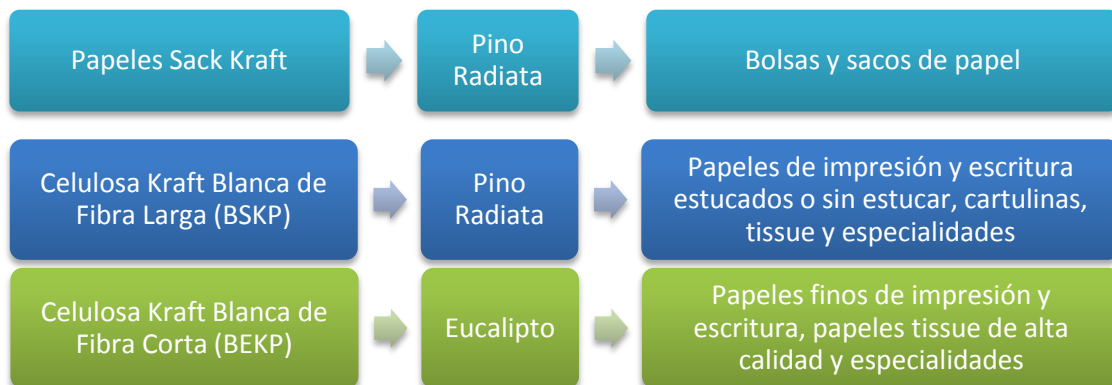 Papeles Sack Kraft
Pino
Radiata
Bolsas y sacos de papel
Celulosa Kraft Blanca de
Fibra Larga (BSKP)
Pino
Radiata
Papeles de impresión y escritura
estucados o sin estucar, cartulinas,
tissue y especialidades
Celulosa Kraft Blanca de
Fibra Corta (BEKP)
Eucalipto
Papeles finos de impresión y
escritura, papeles tissue de alta
calidad y especialidades